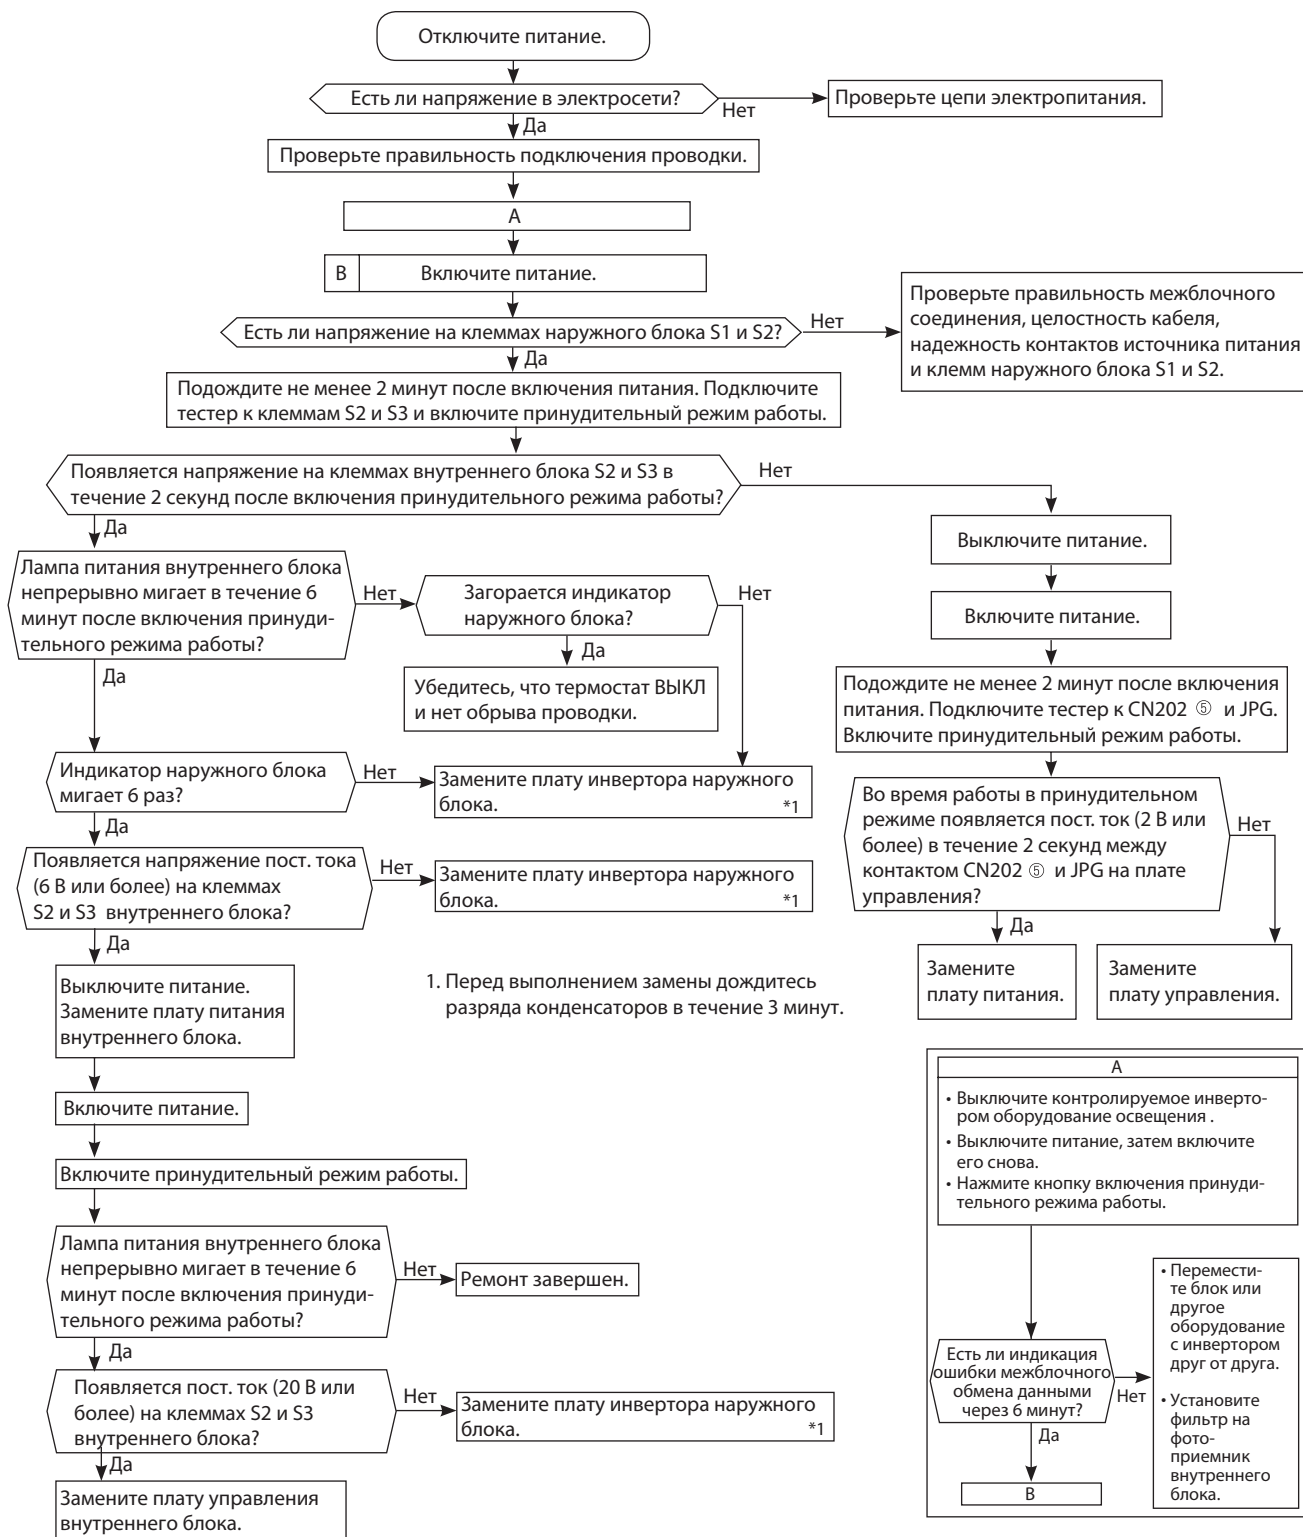 Отключите питание.
Есть ли напряжение в электросети?
Нет
Проверьте цепи электропитания.
Да
Проверьте правильность подключения проводки.
A
B
Включите питание.
Есть ли напряжение на клеммах наружного блока S1 и S2?
Нет
Проверьте правильность межблочного
соединения, целостность кабеля,
надежность контактов источника питания
и клемм наружного блока S1 и S2.
Да
Подождите не менее 2 минут после включения питания. Подключите
тестер к клеммам S2 и S3 и включите принудительный режим работы.
Появляется напряжение на клеммах внутреннего блока S2 и S3 в
течение 2 секунд после включения принудительного режима работы?
Нет
Да
Лампа питания внутреннего блока
непрерывно мигает в течение 6
минут после включения принуди-
тельного режима работы?
Нет
Загорается индикатор
наружного блока?
Нет
Да
Убедитесь, что термостат ВЫКЛ
и нет обрыва проводки.
Да
Индикатор наружного блока
мигает 6 раз?
Нет
Замените плату инвертора наружного
блока. *1
Да
Появляется напряжение пост. тока
(6 В или более) на клеммах
S2 и S3 внутреннего блока?
Нет
Замените плату инвертора наружного
блока. *1
Да
Выключите питание.
Замените плату питания
внутреннего блока.
1. Перед выполнением замены дождитесь
разряда конденсаторов в течение 3 минут.
Включите питание.
Включите принудительный режим работы.
Лампа питания внутреннего блока
непрерывно мигает в течение 6
минут после включения принуди-
тельного режима работы?
Нет
Ремонт завершен.
Да
Появляется пост. ток (20 В или
более) на клеммах S2 и S3
внутреннего блока?
Нет
Замените плату инвертора наружного
блока. *1
Да
Замените плату управления
внутреннего блока.
Выключите питание.
Включите питание.
Подождите не менее 2 минут после включения
питания. Подключите тестер к CN202 ⑤ и JPG.
Включите принудительный режим работы.
Во время работы в принудительном
режиме появляется пост. ток (2 В или
более) в течение 2 секунд между
контактом CN202 ⑤ и JPG на плате
управления?
Нет
Да
Замените
плату питания.
Замените
плату управления.
A
• Выключите контролируемое инверто-
ром оборудование освещения .
• Выключите питание, затем включите
его снова.
• Нажмите кнопку включения принуди-
тельного режима работы.
Есть ли индикация
ошибки межблочного
обмена данными
через 6 минут?
Нет
• Перемести-
те блок или
другое
оборудование
с инвертором
друг от друга.
• Установите
фильтр на
фото-
приемник
внутреннего
блока.
Да
B